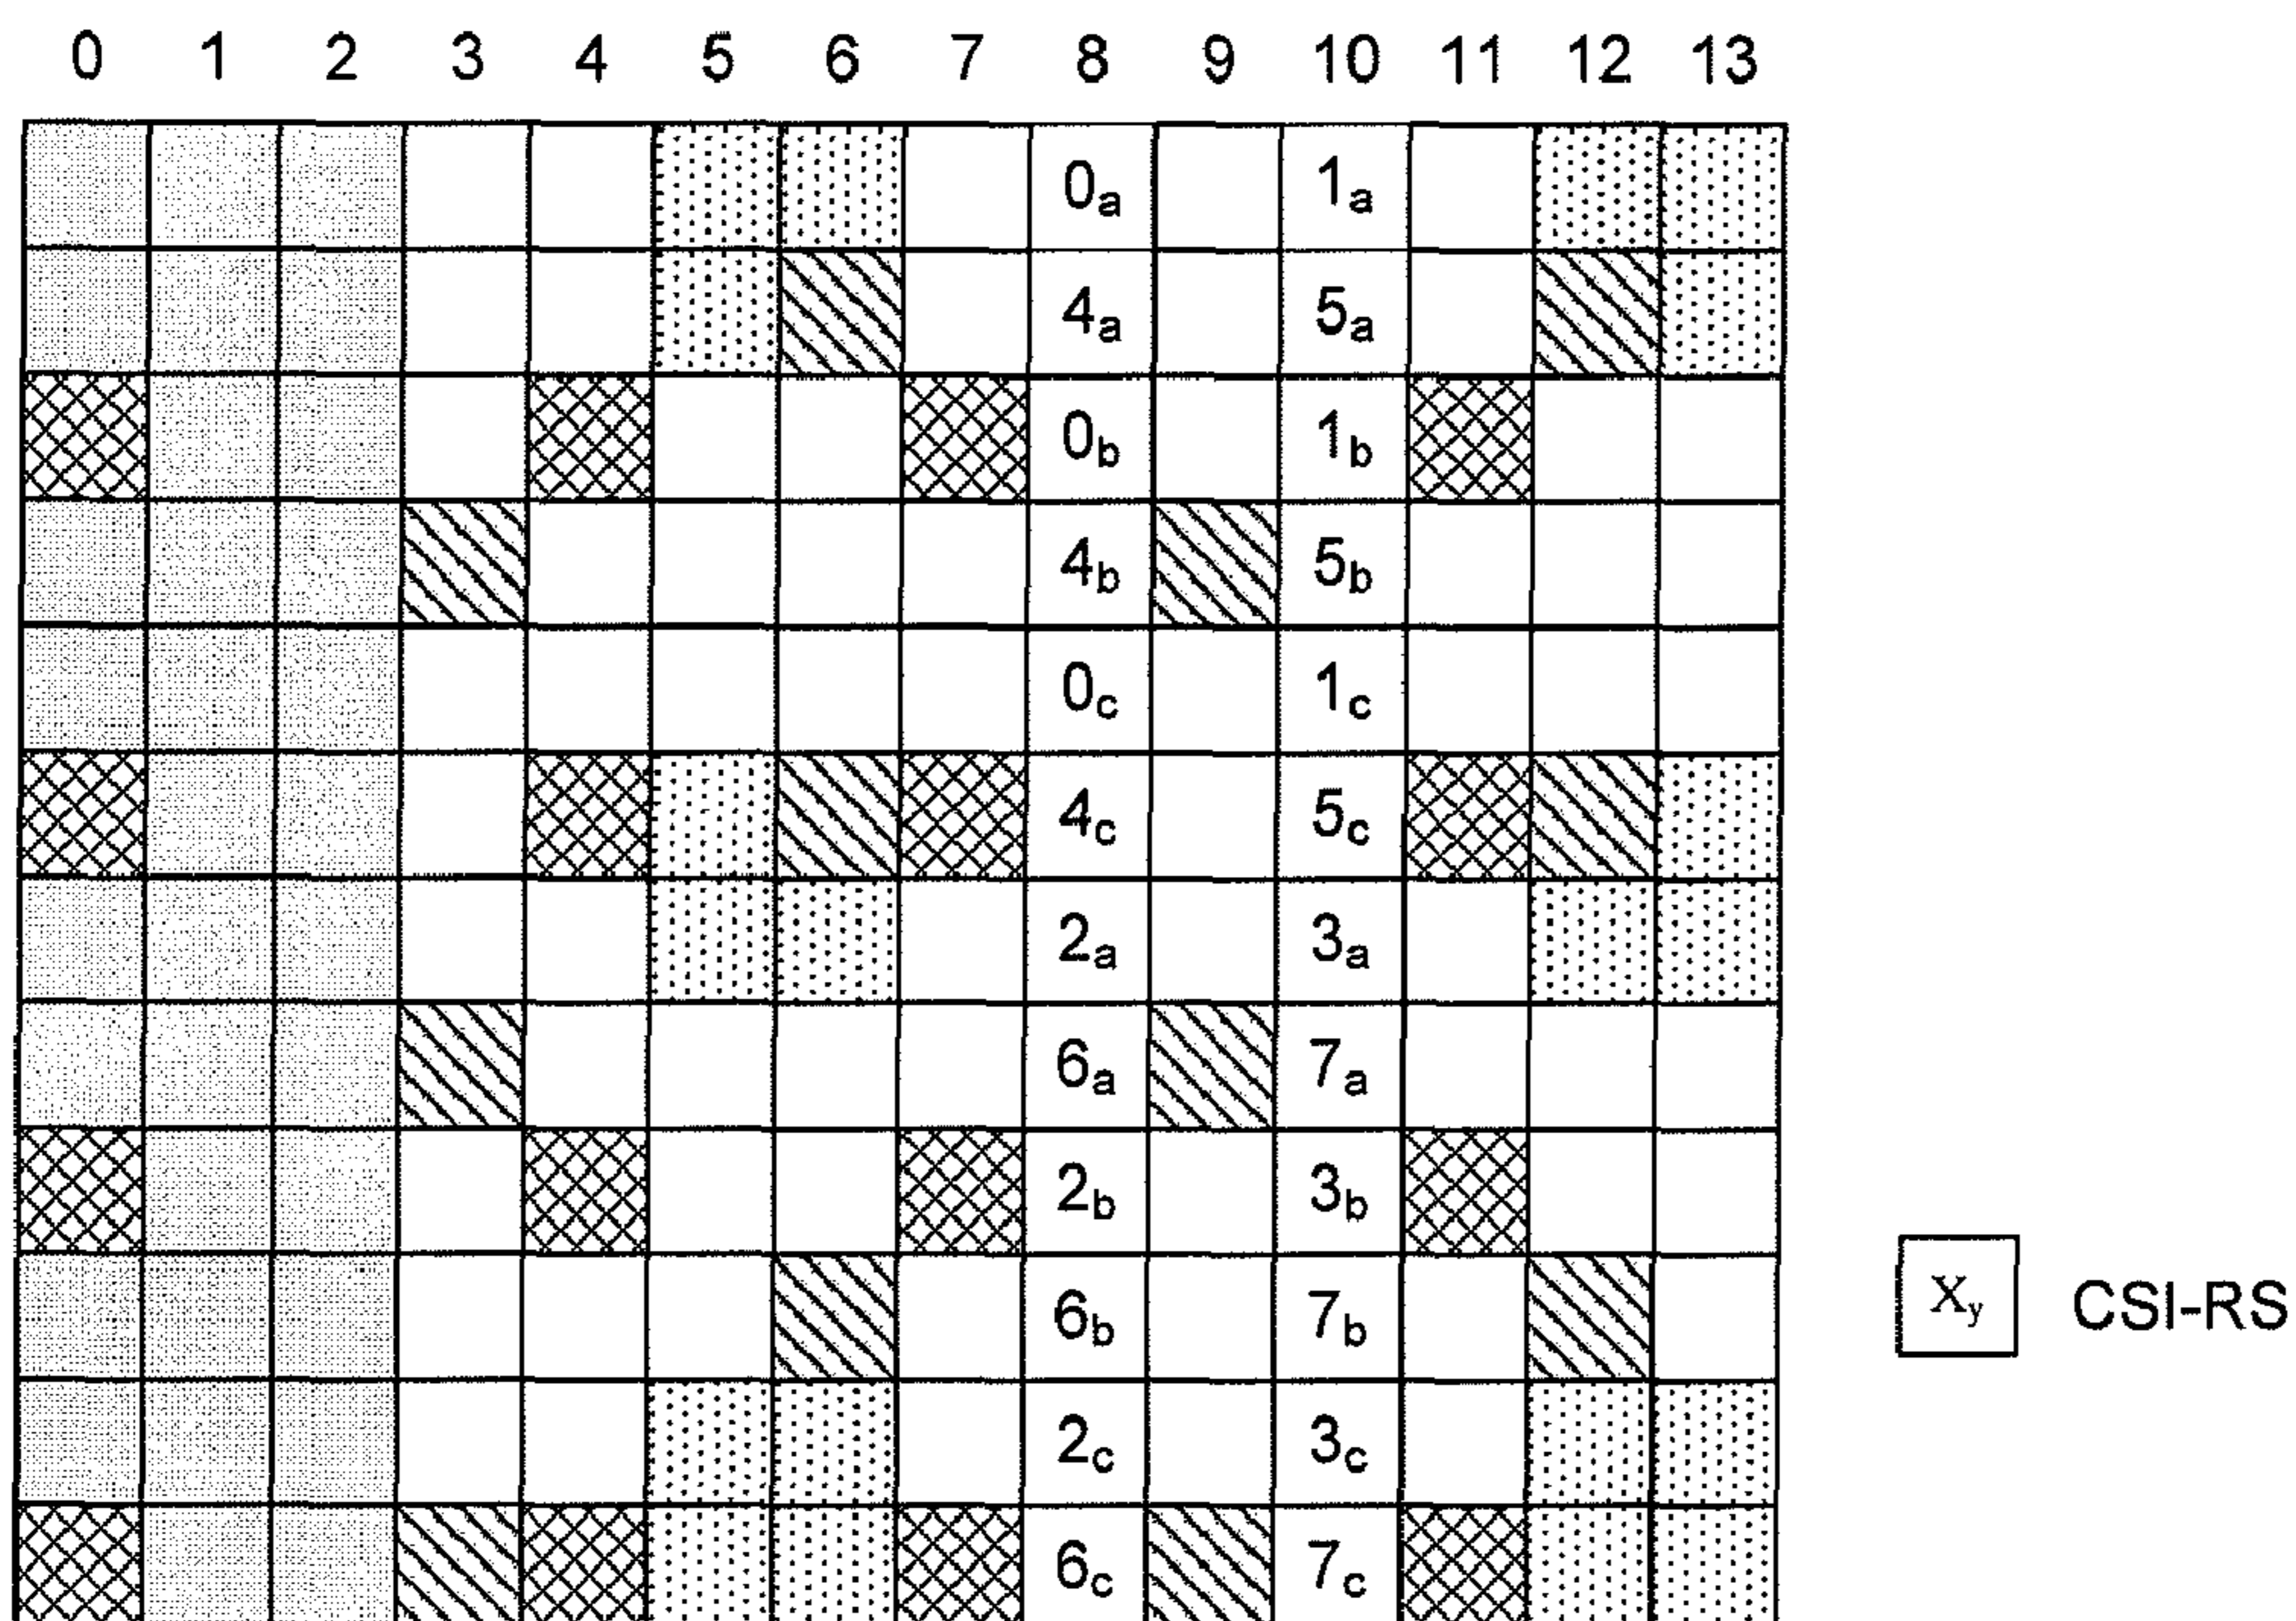 0 1 2 3 4 5 6 7 8 9 10 11 12 13
0a 1a
4a 5a
0b 1b
4b 5b
0c 1c
4c 5c
2a 3a
6a 7a
2b 3b
6b 7b
Xy CSI-RS
2c 3c
6c 7c